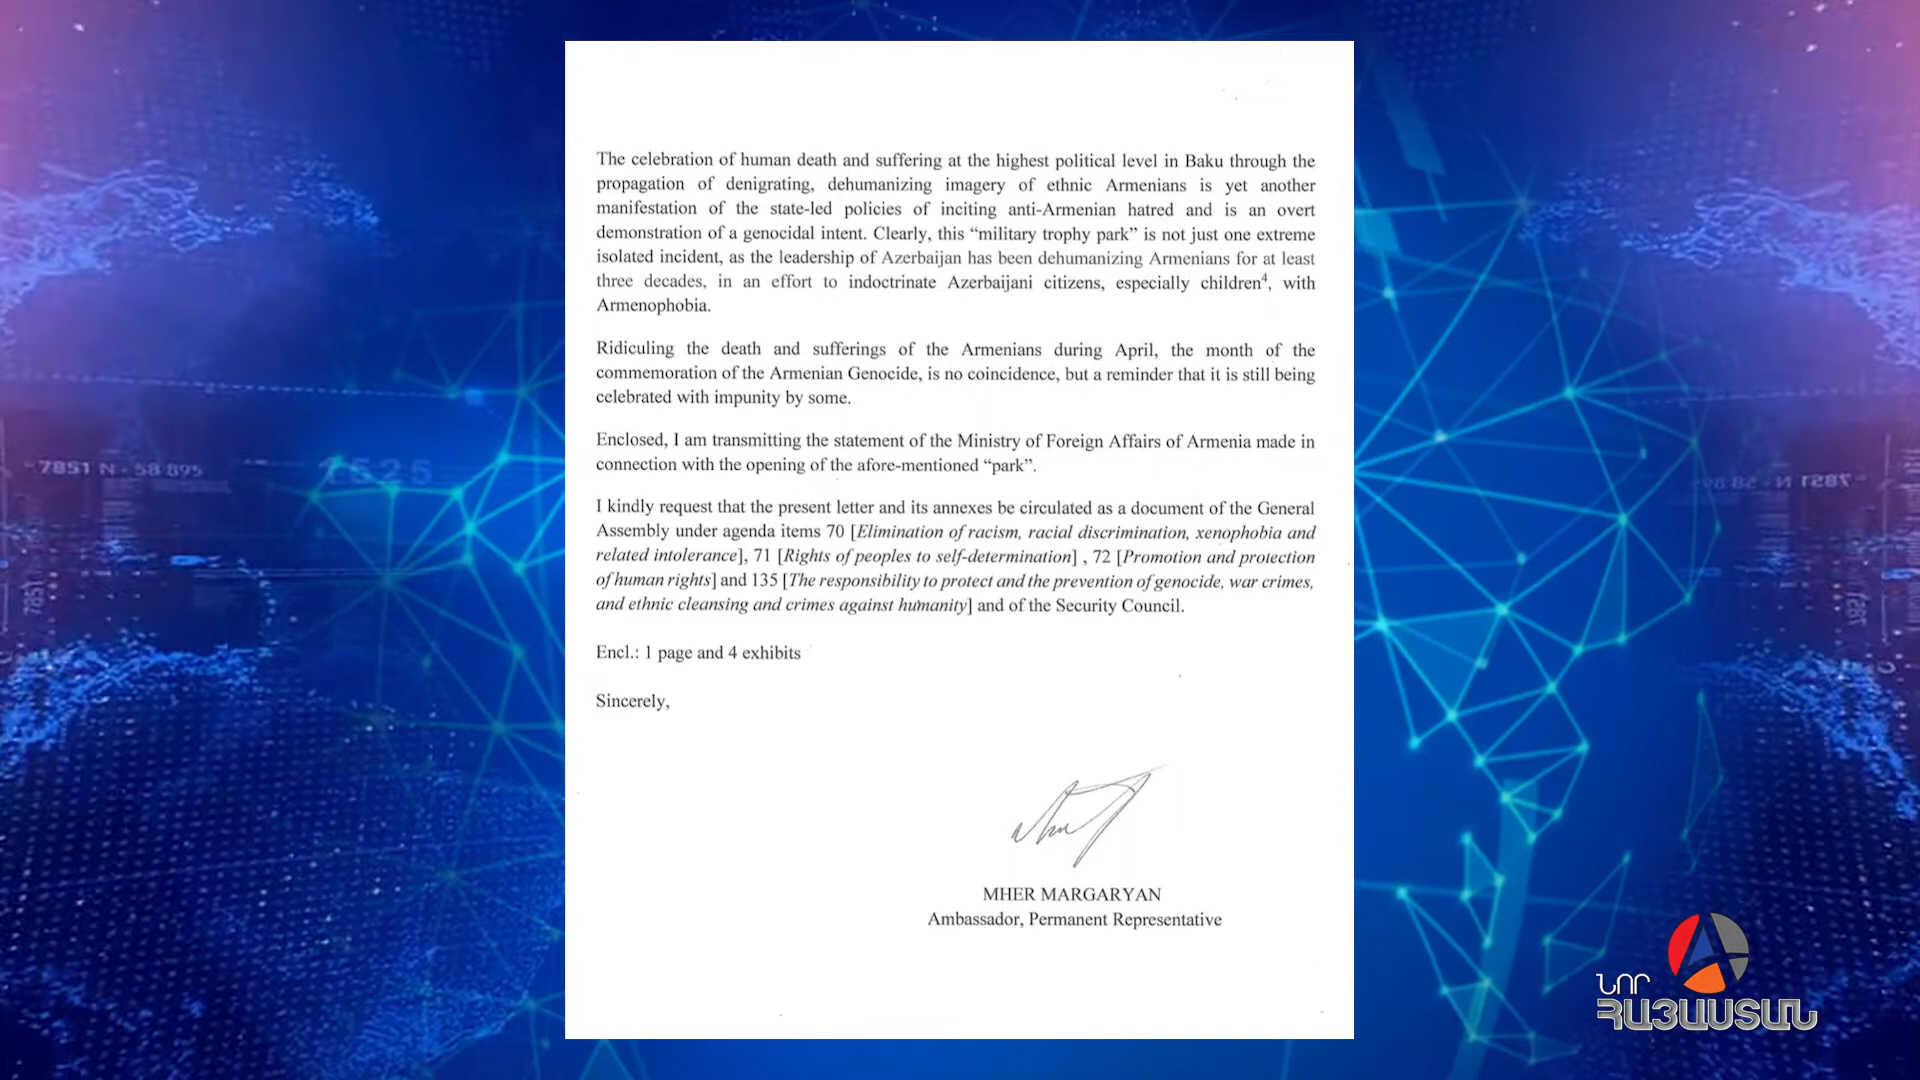 The celebration of human death and suffering at the highest political level in Baku through the
propagation of denigrating, dehumanizing imagery of ethnic Armenians is yet another
manifestation of the state-led policies of inciting anti-Armenian hatred and is an overt
demonstration of a genocidal intent. Clearly, this “military trophy park” is not just one extreme
isolated incident, as the leadership of Azerbaijan has been dehumanizing Armenians for at least
three decades, in an effort to indoctrinate Azerbaijani citizens, especially children⁴, with
Armenophobia.
Ridiculing the death and sufferings of the Armenians during April, the month of the
commemoration of the Armenian Genocide, is no coincidence, but a reminder that it is still being
celebrated with impunity by some.
Enclosed, I am transmitting the statement of the Ministry of Foreign Affairs of Armenia made in
connection with the opening of the afore-mentioned “park”.
I kindly request that the present letter and its annexes be circulated as a document of the General
Assembly under agenda items 70 [Elimination of racism, racial discrimination, xenophobia and
related intolerance], 71 [Rights of peoples to self-determination] , 72 [Promotion and protection
of human rights] and 135 [The responsibility to protect and the prevention of genocide, war crimes,
and ethnic cleansing and crimes against humanity] and of the Security Council.
Encl.: 1 page and 4 exhibits
Sincerely,
MHER MARGARYAN
Ambassador, Permanent Representative
7851 N - 58 895
2525
ՆՈՐ
ՀԱՅԱՍՏԱՆ